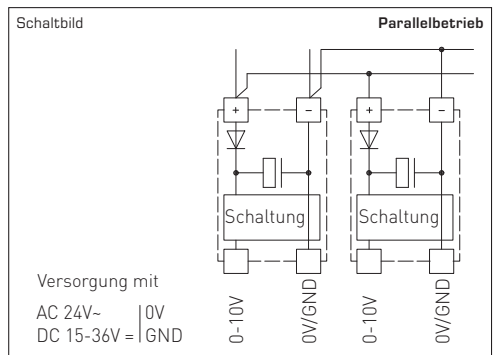 Schaltbild
Parallelbetrieb
+ − + −
Schaltung Schaltung
Versorgung mit
AC 24V~ 0V
DC 15-36V = GND
0-10V
0V/GND
0-10V
0V/GND